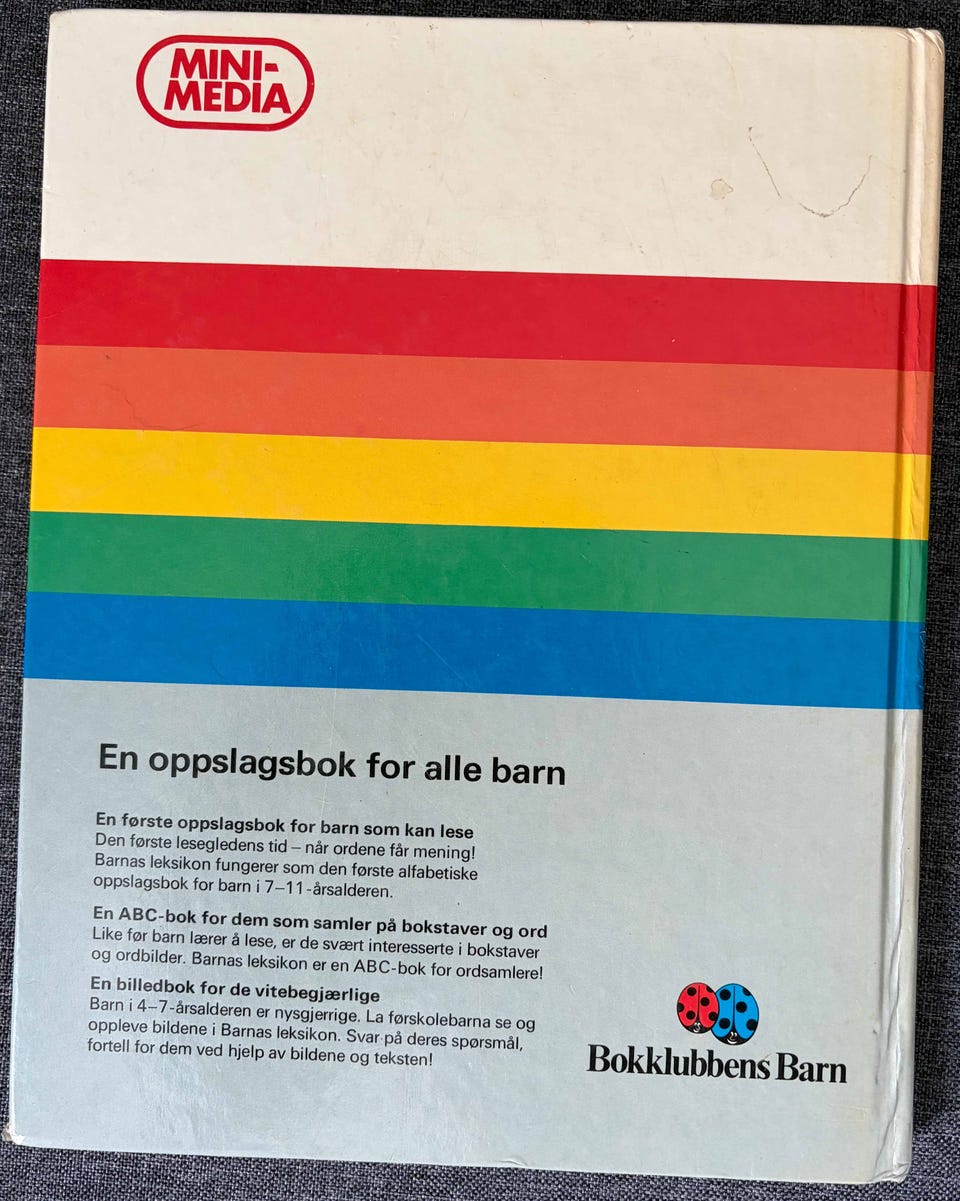 MINI-
MEDIA
En oppslagsbok for alle barn
En første oppslagsbok for barn som kan lese
Den første lesegledens tid – når ordene får mening!
Barnas leksikon fungerer som den første alfabetiske
oppslagsbok for barn i 7–11-årsalderen.
En ABC-bok for dem som samler på bokstaver og ord
Like før barn lærer å lese, er de svært interesserte i bokstaver
og ordbilder. Barnas leksikon er en ABC-bok for ordsamlere!
En billedbok for de vitebegjærlige
Barn i 4–7-årsalderen er nysgjerrige. La førskolebarna se og
oppleve bildene i Barnas leksikon. Svar på deres spørsmål,
fortell for dem ved hjelp av bildene og teksten!
Bokklubbens Barn